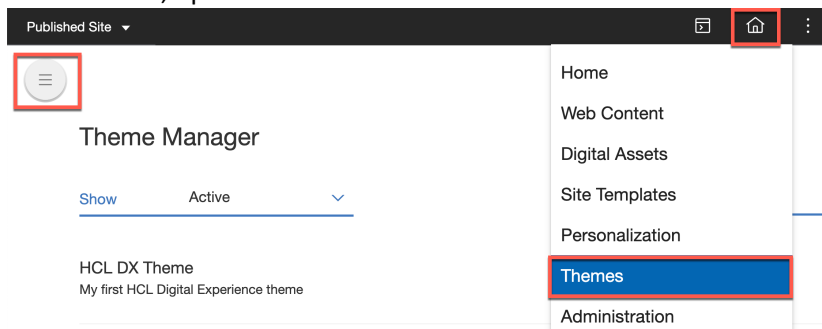 Published Site
Home
Web Content
Theme Manager
Digital Assets
Show Active
Site Templates
Personalization
HCL DX Theme
Themes
My first HCL Digital Experience theme
Administration